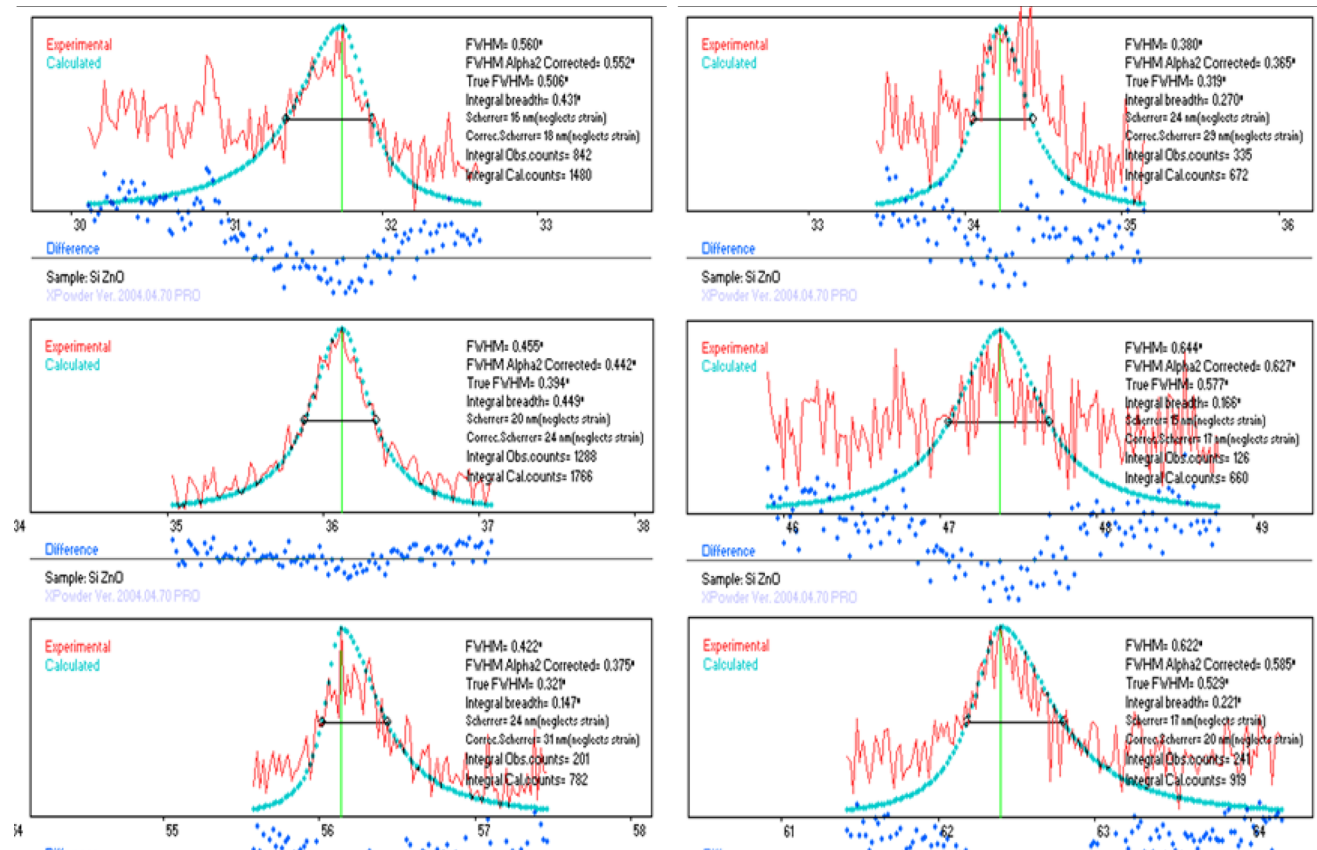 Experimental
Calculated
FWHM= 0.560°
FWHM Alpha2 Corrected= 0.552°
True FWHM= 0.506°
Integral breadth= 0.431°
Scherrer= 16 nm(neglects strain)
Correc.Scherrer= 18 nm(neglects strain)
Integral Obs.counts= 842
Integral Cal.counts= 1480
30 31 32 33
Difference
Sample: Si ZnO
XPowder Ver. 2004.04.70 PRO
Experimental
Calculated
FWHM= 0.380°
FWHM Alpha2 Corrected= 0.365°
True FWHM= 0.319°
Integral breadth= 0.270°
Scherrer= 24 nm(neglects strain)
Correc.Scherrer= 29 nm(neglects strain)
Integral Obs.counts= 335
Integral Cal.counts= 672
33 34 35 36
Difference
Sample: Si ZnO
XPowder Ver. 2004.04.70 PRO
Experimental
Calculated
FWHM= 0.455°
FWHM Alpha2 Corrected= 0.442°
True FWHM= 0.394°
Integral breadth= 0.449°
Scherrer= 20 nm(neglects strain)
Correc.Scherrer= 24 nm(neglects strain)
Integral Obs.counts= 1288
Integral Cal.counts= 1766
34 35 36 37 38
Difference
Sample: Si ZnO
XPowder Ver. 2004.04.70 PRO
Experimental
Calculated
FWHM= 0.644°
FWHM Alpha2 Corrected= 0.627°
True FWHM= 0.577°
Integral breadth= 0.166°
Scherrer= 15 nm(neglects strain)
Correc.Scherrer= 17 nm(neglects strain)
Integral Obs.counts= 126
Integral Cal.counts= 660
46 47 48 49
Difference
Sample: Si ZnO
XPowder Ver. 2004.04.70 PRO
Experimental
Calculated
FWHM= 0.422°
FWHM Alpha2 Corrected= 0.375°
True FWHM= 0.321°
Integral breadth= 0.147°
Scherrer= 24 nm(neglects strain)
Correc.Scherrer= 31 nm(neglects strain)
Integral Obs.counts= 201
Integral Cal.counts= 782
55 56 57 58
Experimental
Calculated
FWHM= 0.622°
FWHM Alpha2 Corrected= 0.585°
True FWHM= 0.529°
Integral breadth= 0.221°
Scherrer= 17 nm(neglects strain)
Correc.Scherrer= 20 nm(neglects strain)
Integral Obs.counts= 241
Integral Cal.counts= 919
61 62 63 64